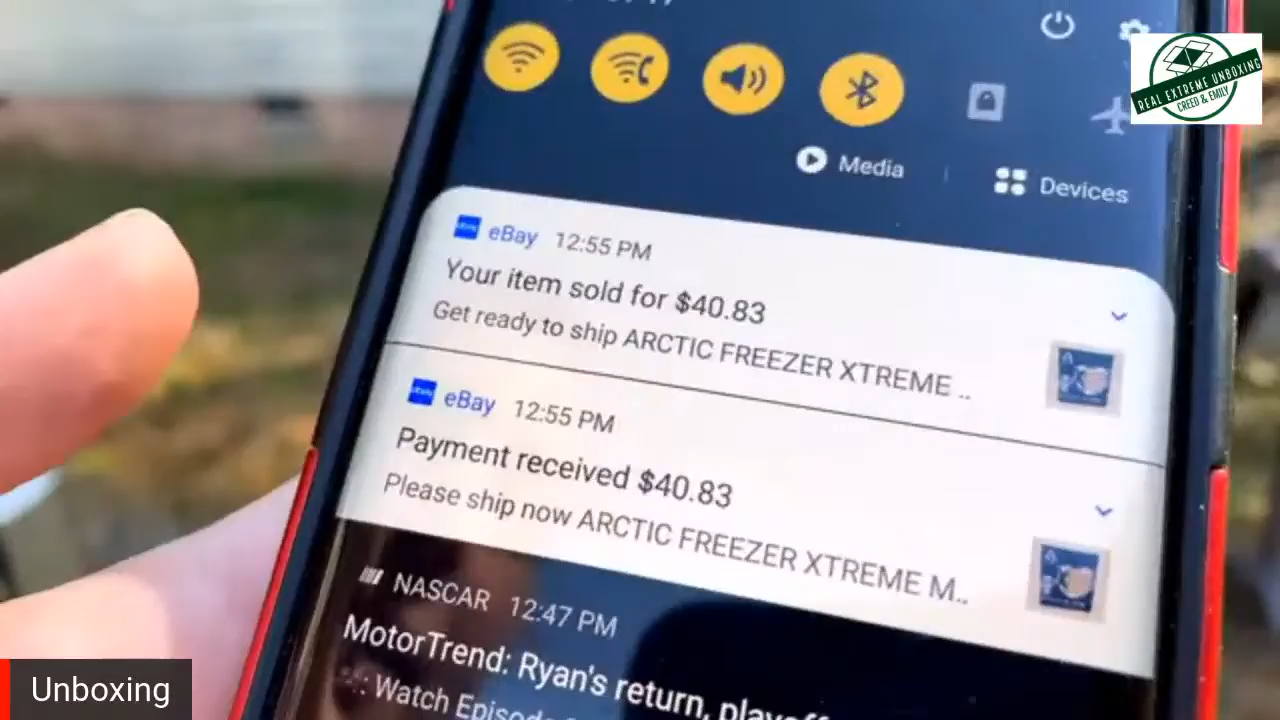 REAL EXTREME UNBOXING
CREED & EMILY
Media
Devices
eBay 12:55 PM
Your item sold for $40.83
Get ready to ship ARCTIC FREEZER XTREME ..
eBay 12:55 PM
Payment received $40.83
Please ship now ARCTIC FREEZER XTREME M..
NASCAR 12:47 PM
MotorTrend: Ryan's return,
Watch
Unboxing